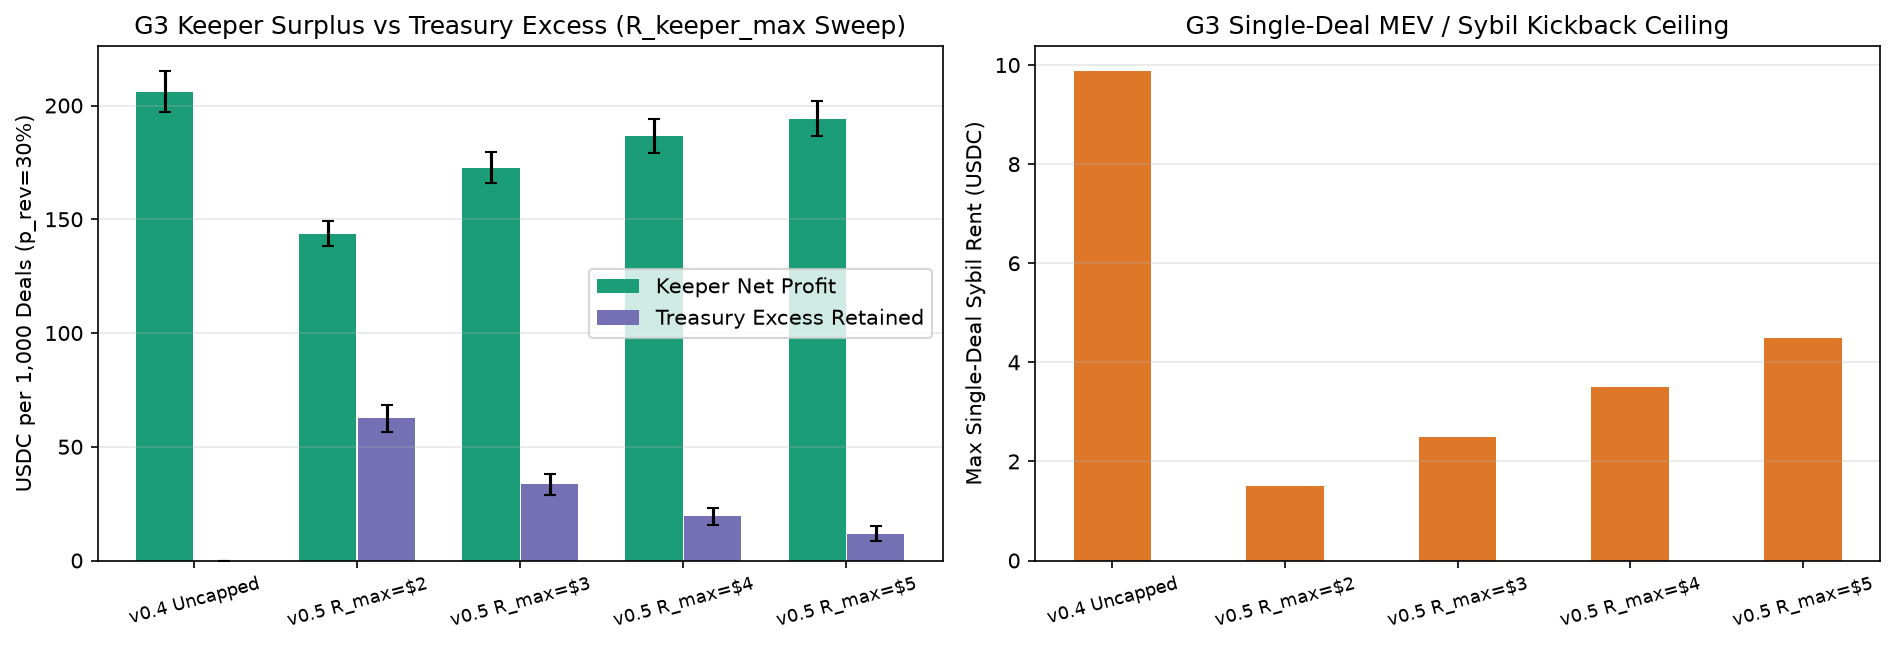 G3 Keeper Surplus vs Treasury Excess (R_keeper_max Sweep)
USDC per 1,000 Deals (p_rev=30%)
200
150
100
50
0
Keeper Net Profit
Treasury Excess Retained
v0.4 Uncapped
v0.5 R_max=$2
v0.5 R_max=$3
v0.5 R_max=$4
v0.5 R_max=$5
G3 Single-Deal MEV / Sybil Kickback Ceiling
Max Single-Deal Sybil Rent (USDC)
10
8
6
4
2
0
v0.4 Uncapped
v0.5 R_max=$2
v0.5 R_max=$3
v0.5 R_max=$4
v0.5 R_max=$5